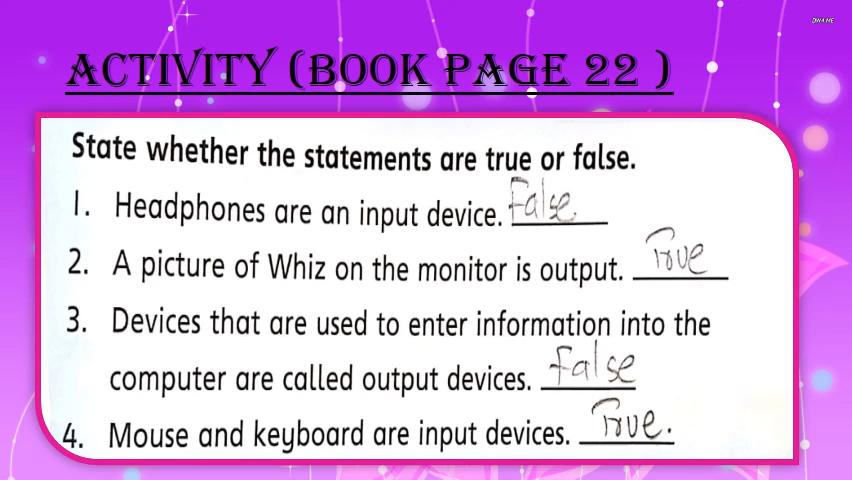 DWAME
ACTIVITY (BOOK PAGE 22 )
State whether the statements are true or false.
1. Headphones are an input device. False
2. A picture of Whiz on the monitor is output. True
3. Devices that are used to enter information into the
computer are called output devices. False
4. Mouse and keyboard are input devices. True.